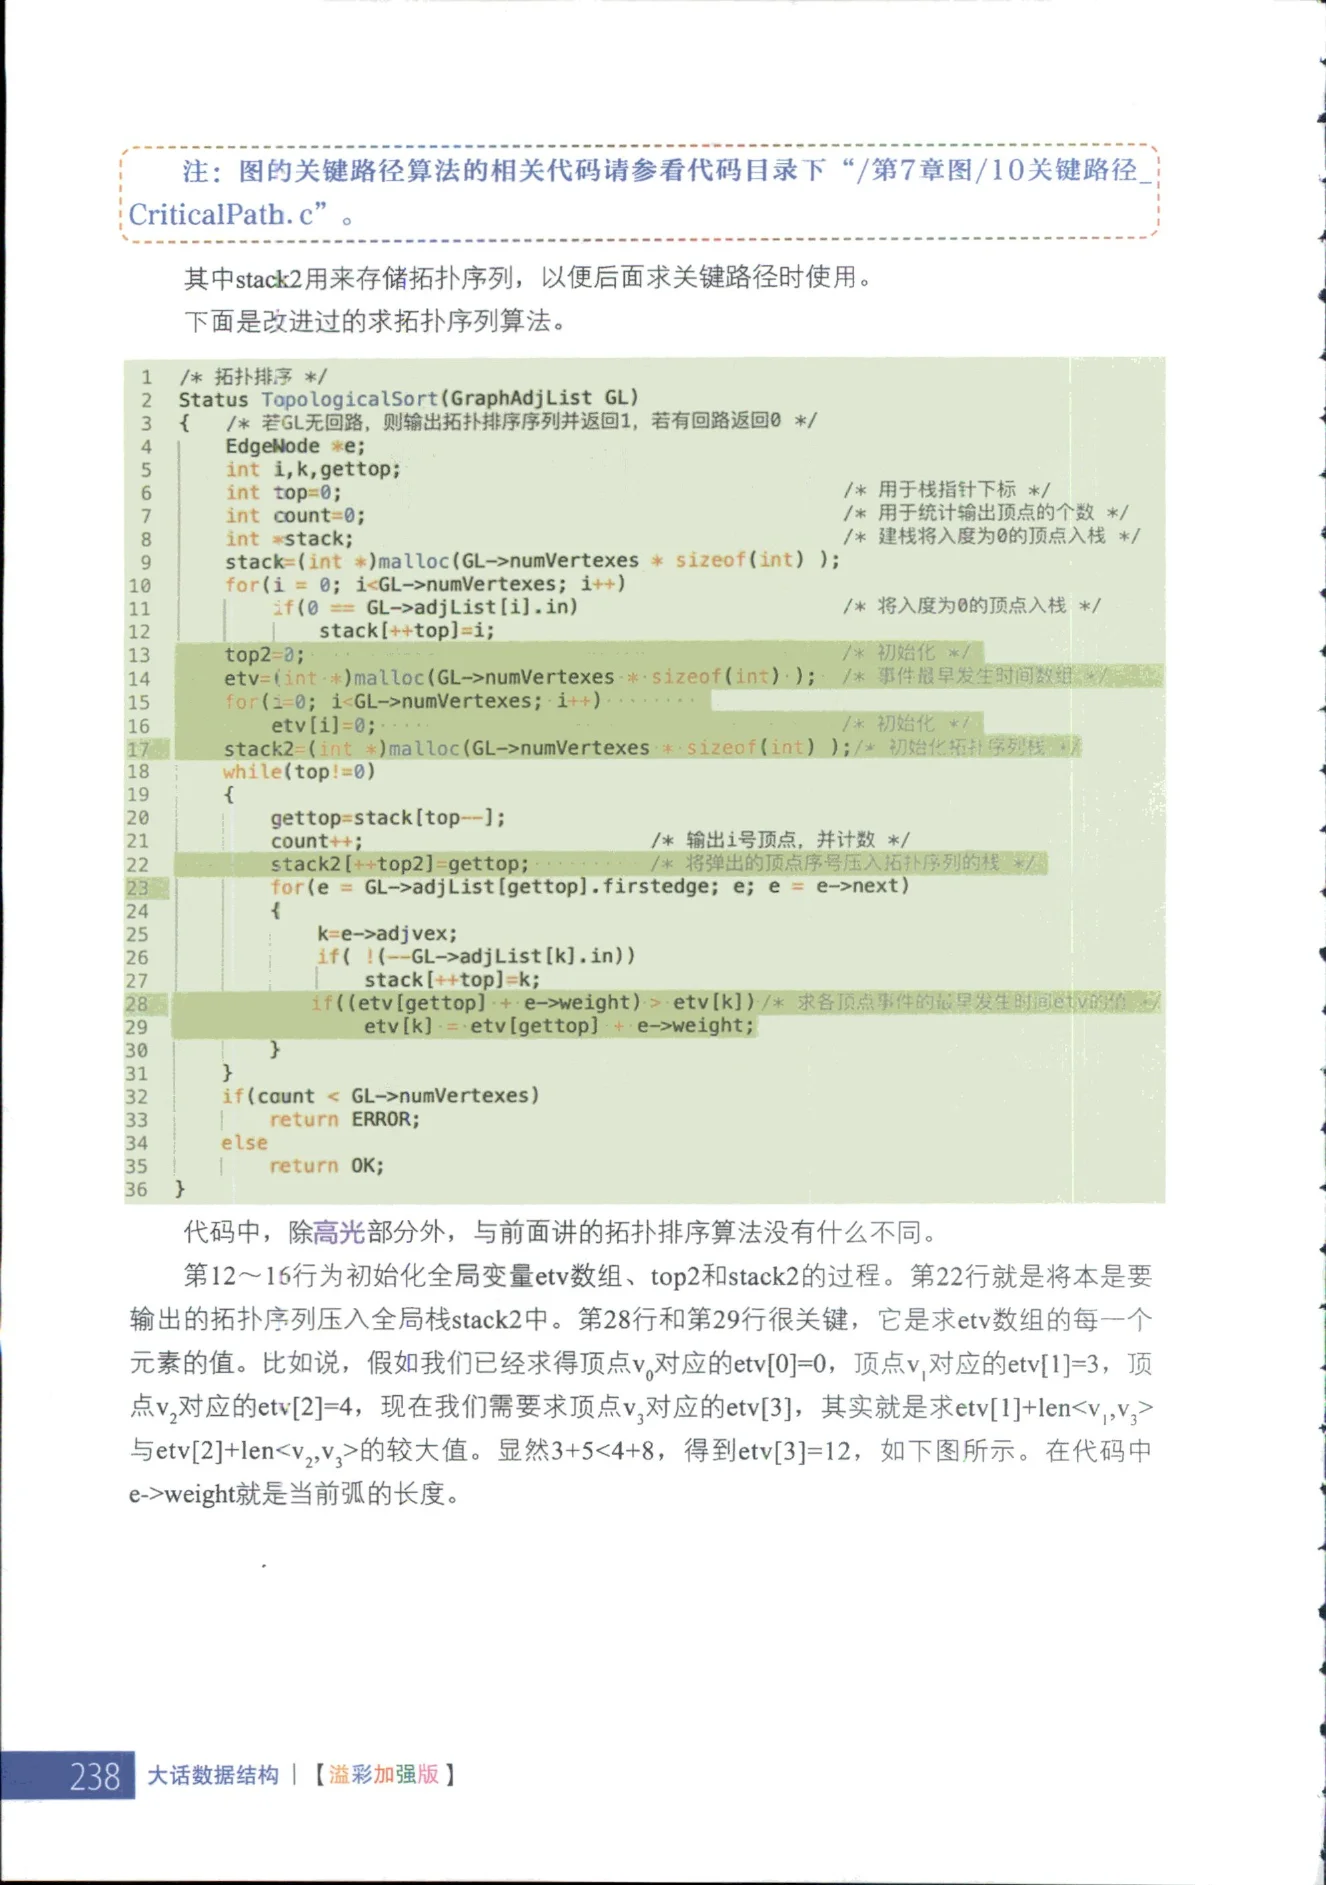 注：图的关键路径算法的相关代码请参看代码目录下“/第7章图/10关键路径_
CriticalPath.c”。
其中stack2用来存储拓扑序列，以便后面求关键路径时使用。
下面是改进过的求拓扑序列算法。
1 /* 拓扑排序 */
2 Status TopologicalSort(GraphAdjList GL)
3 { /* 若GL无回路，则输出拓扑排序序列并返回1，若有回路返回0 */
4 EdgeNode *e;
5 int i,k,gettop;
6 int top=0; /* 用于栈指针下标 */
7 int count=0; /* 用于统计输出顶点的个数 */
8 int *stack; /* 建栈将入度为0的顶点入栈 */
9 stack=(int *)malloc(GL->numVertexes * sizeof(int) );
10 for(i = 0; i<GL->numVertexes; i++)
11 if(0 == GL->adjList[i].in) /* 将入度为0的顶点入栈 */
12 stack[++top]=i;
13 top2=0; /* 初始化 */
14 etv=(int *)malloc(GL->numVertexes * sizeof(int) ); /* 事件最早发生时间数组 */
15 for(i=0; i<GL->numVertexes; i++)
16 etv[i]=0; /* 初始化 */
17 stack2=(int *)malloc(GL->numVertexes * sizeof(int) );/* 初始化拓扑序列栈 */
18 while(top!=0)
19 {
20 gettop=stack[top--];
21 count++; /* 输出i号顶点，并计数 */
22 stack2[++top2]=gettop; /* 将弹出的顶点序号压入拓扑序列的栈 */
23 for(e = GL->adjList[gettop].firstedge; e; e = e->next)
24 {
25 k=e->adjvex;
26 if( !(--GL->adjList[k].in))
27 stack[++top]=k;
28 if((etv[gettop] + e->weight) > etv[k])/* 求各顶点事件的最早发生时间etv的值 */
29 etv[k] = etv[gettop] + e->weight;
30 }
31 }
32 if(count < GL->numVertexes)
33 return ERROR;
34 else
35 return OK;
36 }
代码中，除高光部分外，与前面讲的拓扑排序算法没有什么不同。
第12～16行为初始化全局变量etv数组、top2和stack2的过程。第22行就是将本是要
输出的拓扑序列压入全局栈stack2中。第28行和第29行很关键，它是求etv数组的每一个
元素的值。比如说，假如我们已经求得顶点v0对应的etv[0]=0，顶点v1对应的etv[1]=3，顶
点v2对应的etv[2]=4，现在我们需要求顶点v3对应的etv[3]，其实就是求etv[1]+len<v1,v3>
与etv[2]+len<v2,v3>的较大值。显然3+5<4+8，得到etv[3]=12，如下图所示。在代码中
e->weight就是当前弧的长度。
238 大话数据结构 | 【溢彩加强版】